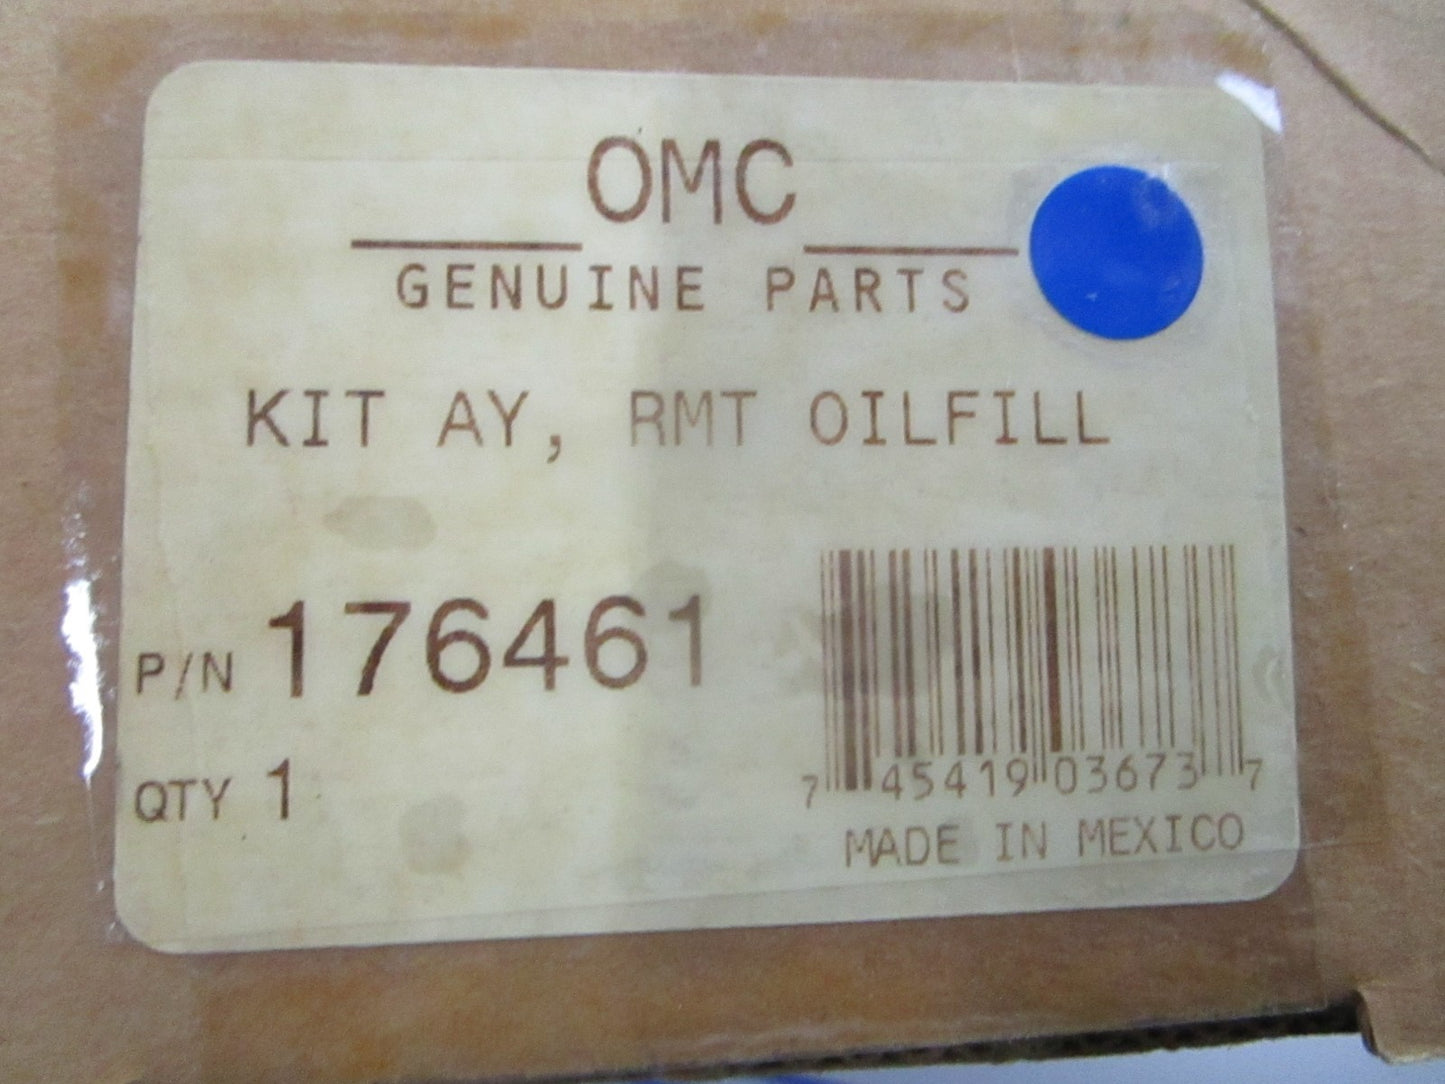 OMC
GENUINE PARTS
KIT AY, RMT OILFILL
P/N 176461
QTY 1
7 45419 03673 7
MADE IN MEXICO